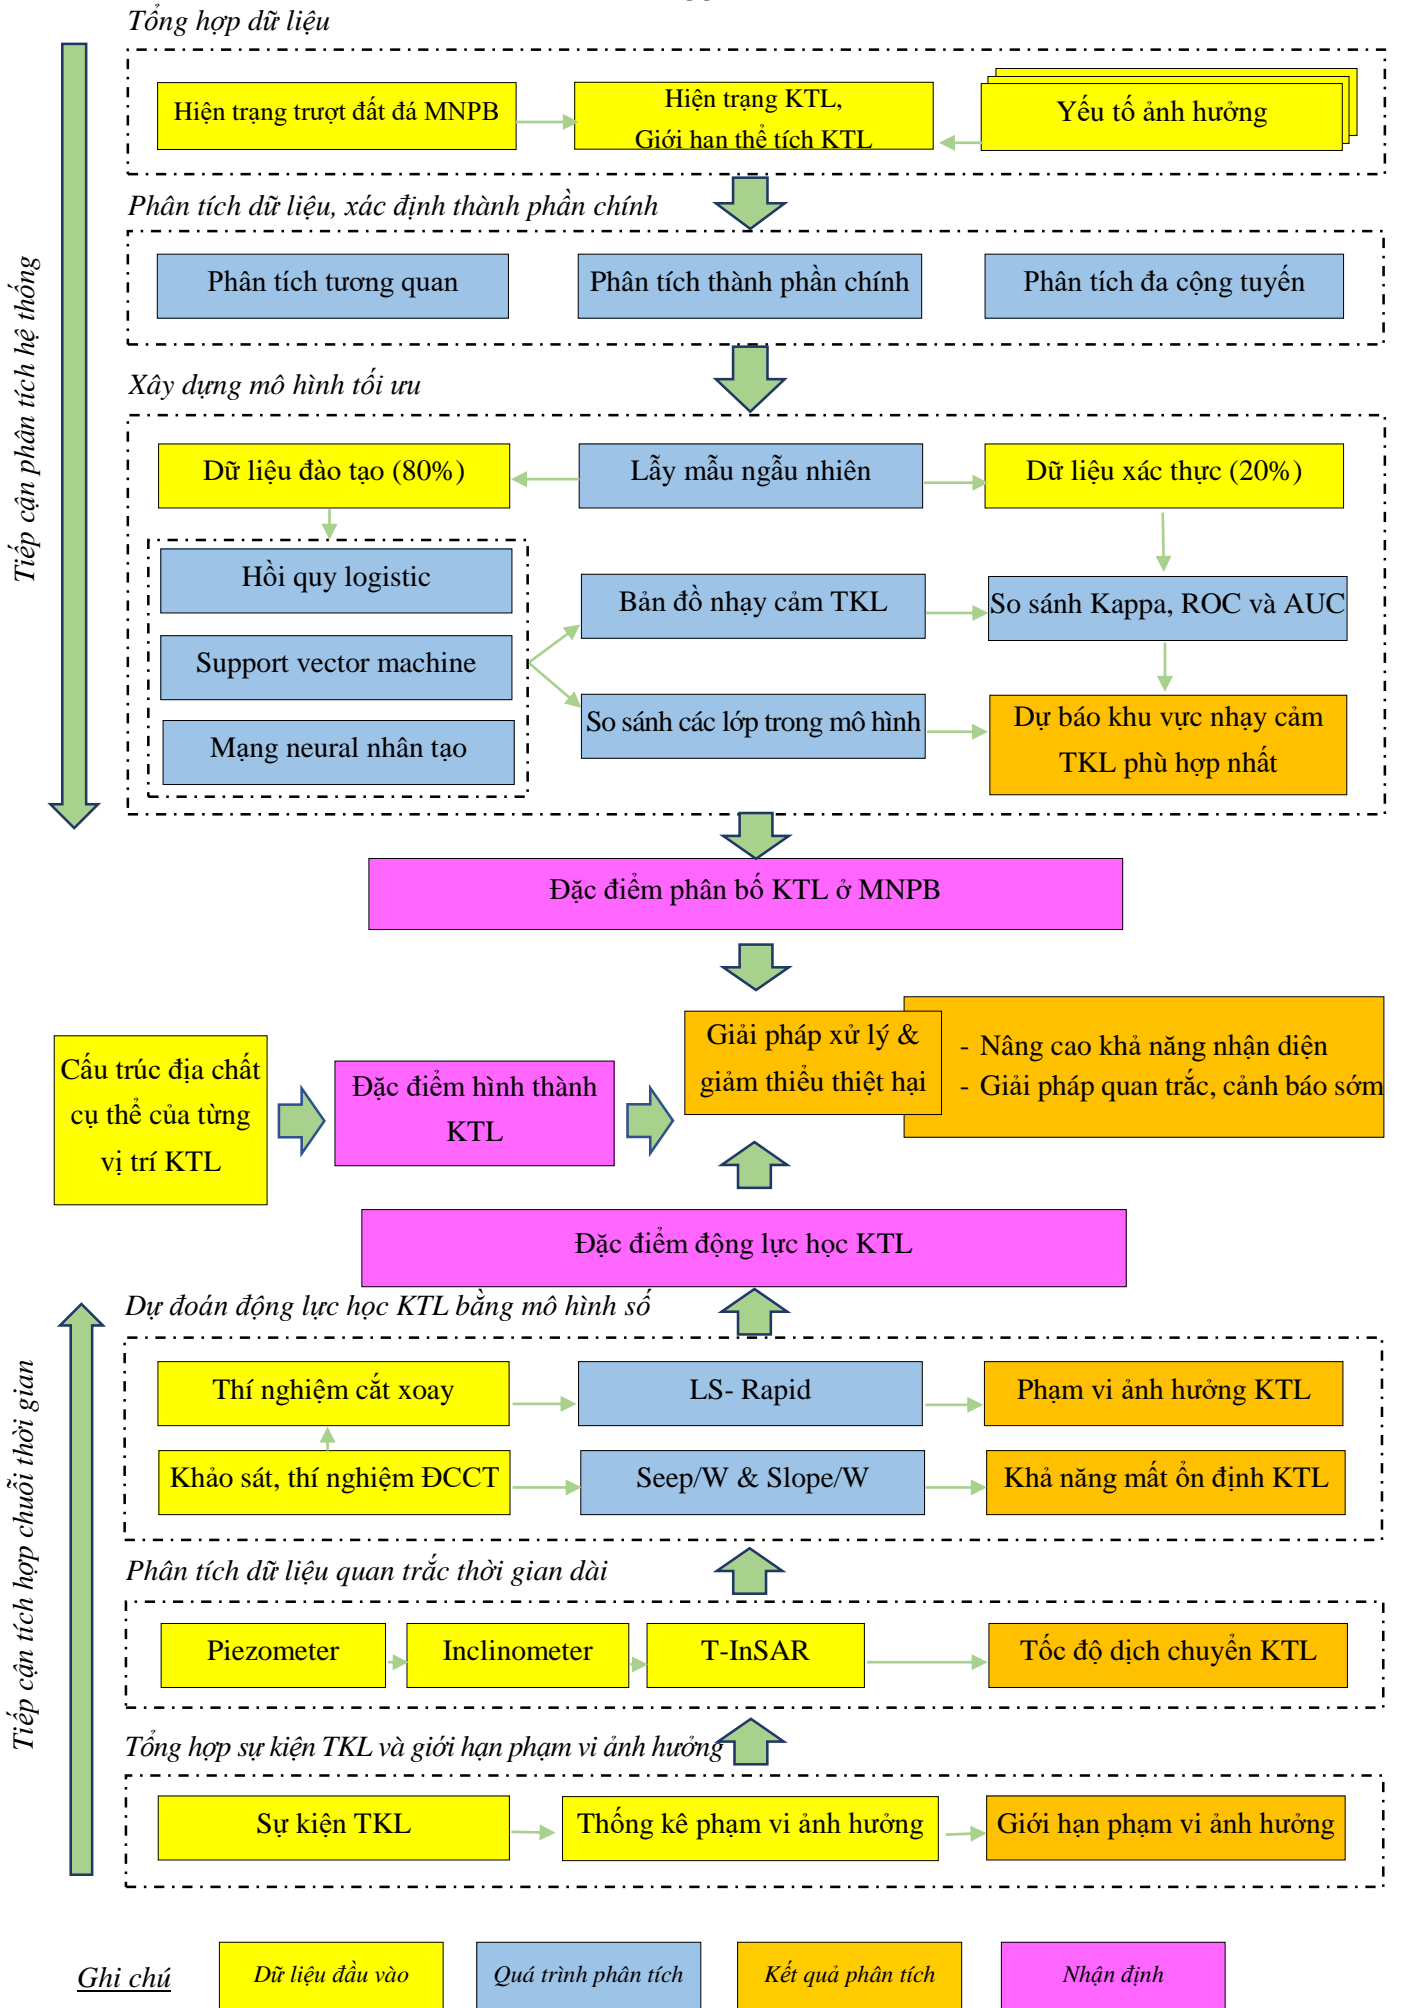 Tổng hợp dữ liệu
Hiện trạng trượt đất đá MNPB
Hiện trạng KTL,
Giới hạn thể tích KTL
Yếu tố ảnh hưởng
Phân tích dữ liệu, xác định thành phần chính
Phân tích tương quan
Phân tích thành phần chính
Phân tích đa cộng tuyến
Tiếp cận phân tích hệ thống
Xây dựng mô hình tối ưu
Dữ liệu đào tạo (80%)
Lẫy mẫu ngẫu nhiên
Dữ liệu xác thực (20%)
Hồi quy logistic
Support vector machine
Mạng neural nhân tạo
Bản đồ nhạy cảm TKL
So sánh các lớp trong mô hình
So sánh Kappa, ROC và AUC
Dự báo khu vực nhạy cảm
TKL phù hợp nhất
Đặc điểm phân bố KTL ở MNPB
Cấu trúc địa chất
cụ thể của từng
vị trí KTL
Đặc điểm hình thành
KTL
Giải pháp xử lý &
giảm thiểu thiệt hại
- Nâng cao khả năng nhận diện
- Giải pháp quan trắc, cảnh báo sớm
Đặc điểm động lực học KTL
Dự đoán động lực học KTL bằng mô hình số
Thí nghiệm cắt xoay
LS- Rapid
Phạm vi ảnh hưởng KTL
Khảo sát, thí nghiệm ĐCCT
Seep/W & Slope/W
Khả năng mất ổn định KTL
Tiếp cận tích hợp chuỗi thời gian
Phân tích dữ liệu quan trắc thời gian dài
Piezometer
Inclinometer
T-InSAR
Tốc độ dịch chuyển KTL
Tổng hợp sự kiện TKL và giới hạn phạm vi ảnh hưởng
Sự kiện TKL
Thống kê phạm vi ảnh hưởng
Giới hạn phạm vi ảnh hưởng
Ghi chú
Dữ liệu đầu vào
Quá trình phân tích
Kết quả phân tích
Nhận định